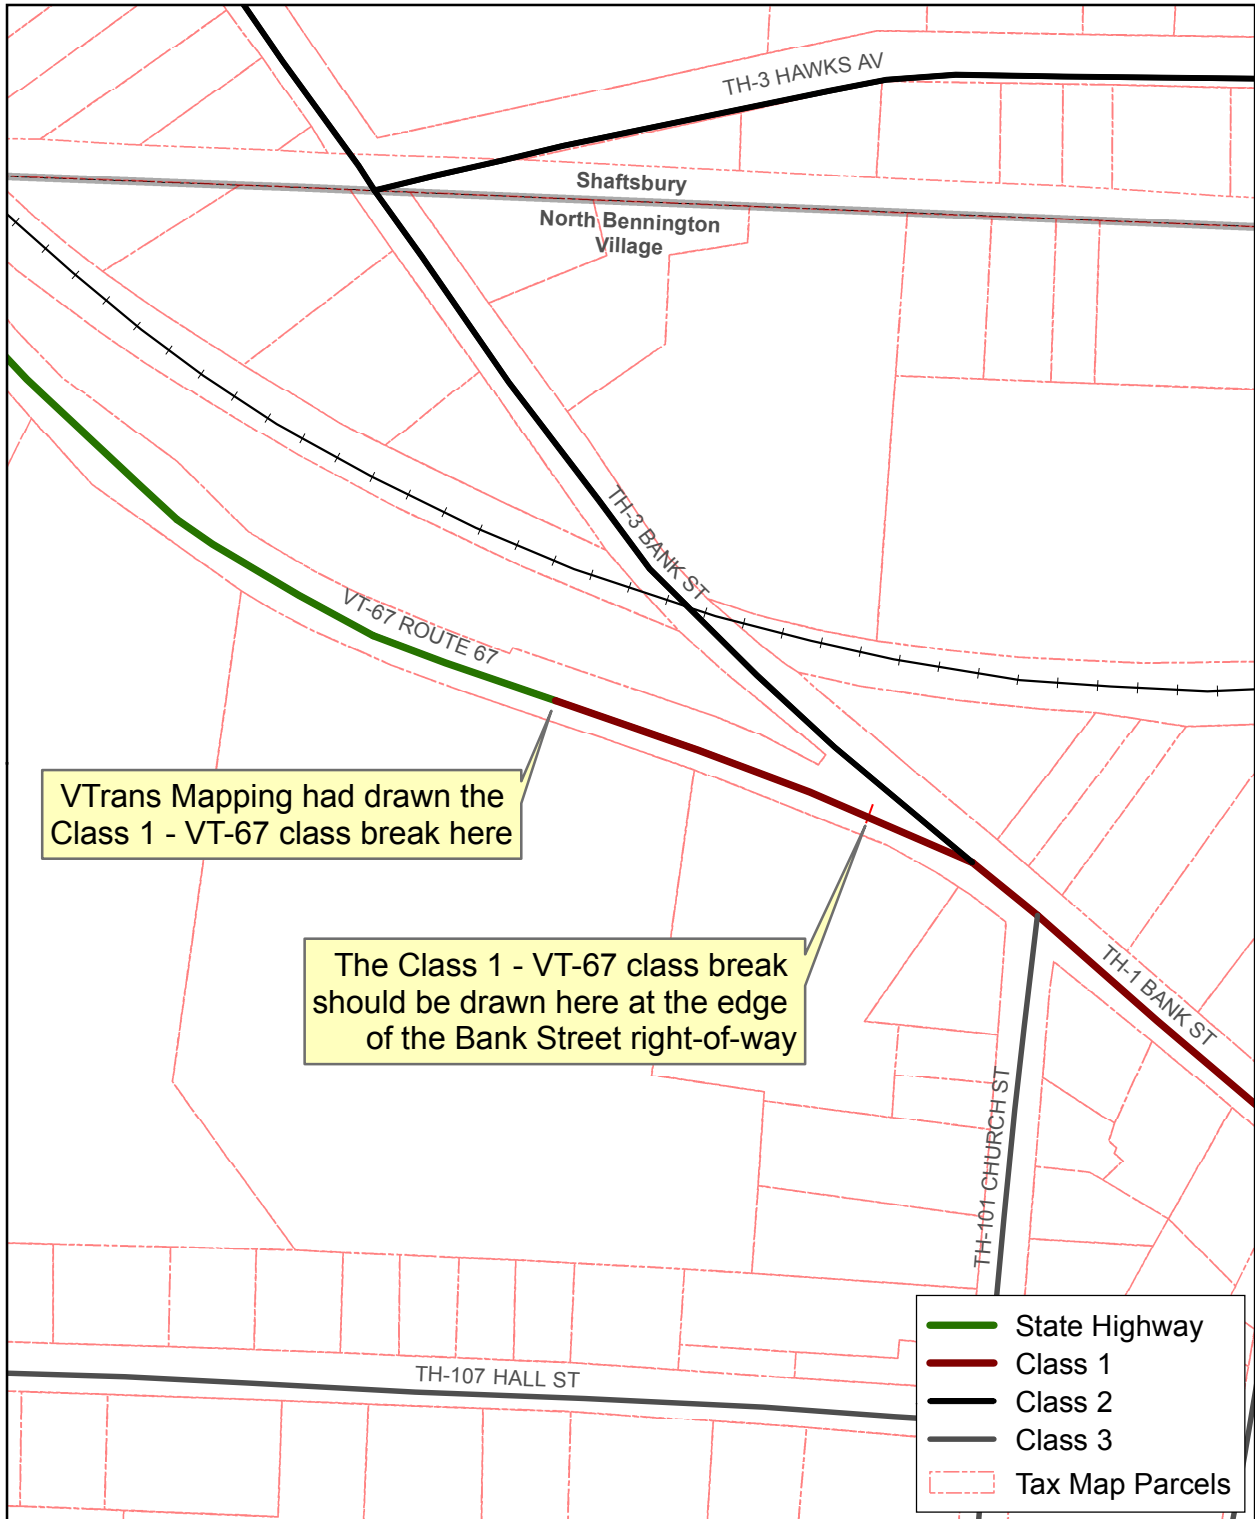 TH-3 HAWKS AV
Shaftsbury
North Bennington
Village
TH-3 BANK ST
VT-67 ROUTE 67
VTrans Mapping had drawn the
Class 1 - VT-67 class break here
The Class 1 - VT-67 class break
should be drawn here at the edge
of the Bank Street right-of-way
TH-1 BANK ST
TH-101 CHURCH ST
TH-107 HALL ST
State Highway
Class 1
Class 2
Class 3
Tax Map Parcels